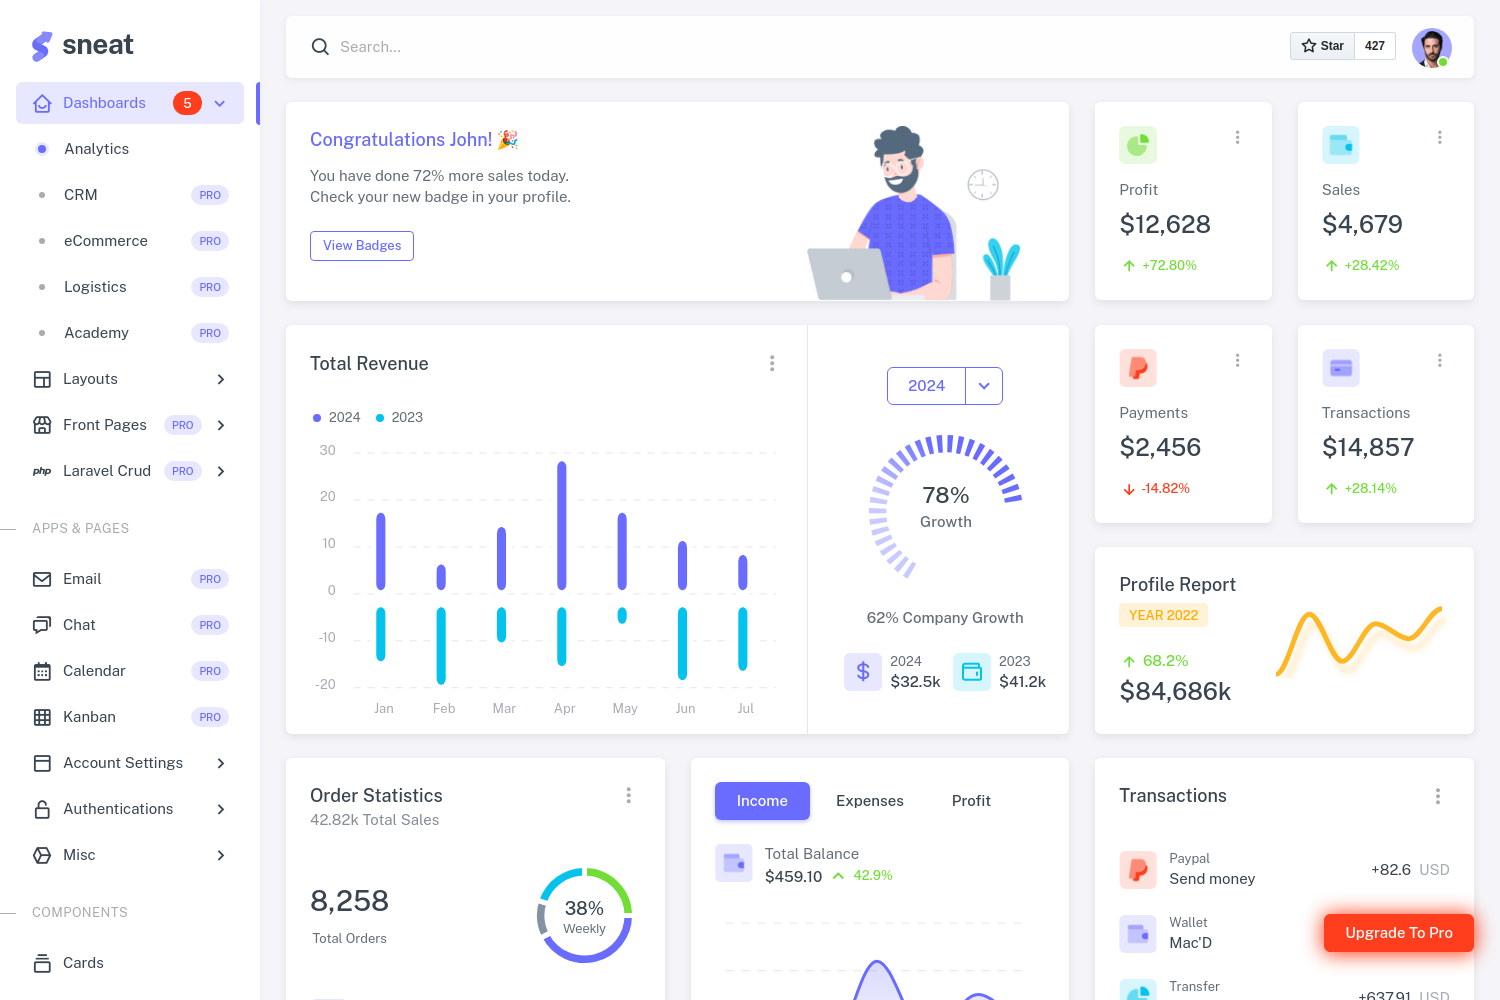 sneat
Dashboards 5
Analytics
CRM PRO
eCommerce PRO
Logistics PRO
Academy PRO
Layouts
Front Pages PRO
php Laravel Crud PRO
APPS & PAGES
Email PRO
Chat PRO
Calendar PRO
Kanban PRO
Account Settings
Authentications
Misc
COMPONENTS
Cards
Search...
Star 427
Congratulations John! 🎉
You have done 72% more sales today.
Check your new badge in your profile.
View Badges
Profit
$12,628
+72.80%
Sales
$4,679
+28.42%
Total Revenue
2024 2023
30
20
10
0
-10
-20
Jan Feb Mar Apr May Jun Jul
2024
78%
Growth
62% Company Growth
2024
$32.5k
2023
$41.2k
Payments
$2,456
-14.82%
Transactions
$14,857
+28.14%
Profile Report
YEAR 2022
68.2%
$84,686k
Order Statistics
42.82k Total Sales
8,258
Total Orders
38%
Weekly
Income Expenses Profit
Total Balance
$459.10 42.9%
Transactions
Paypal
Send money
+82.6 USD
Wallet
Mac'D
Upgrade To Pro
Transfer
+637.91 USD